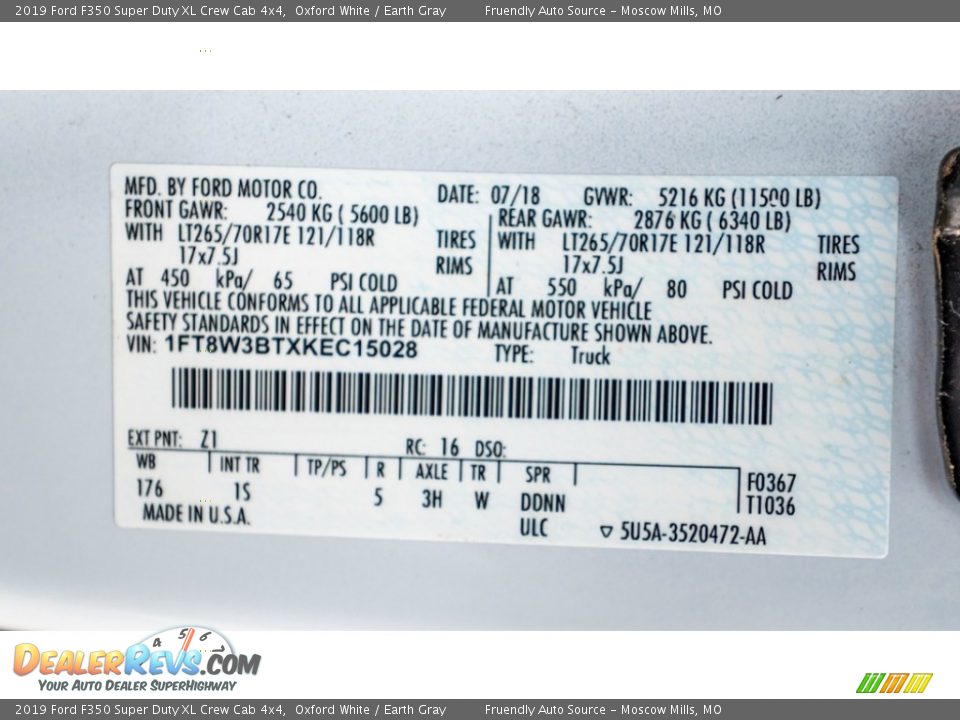 2019 Ford F350 Super Duty XL Crew Cab 4x4, Oxford White / Earth Gray Fruendly Auto Source - Moscow Mills, MO
MFD. BY FORD MOTOR CO. DATE: 07/18 GVWR: 5216 KG (11500 LB)
FRONT GAWR: 2540 KG ( 5600 LB) REAR GAWR: 2876 KG ( 6340 LB)
WITH LT265/70R17E 121/118R TIRES WITH LT265/70R17E 121/118R TIRES
17x7.5J RIMS 17x7.5J RIMS
AT 450 kPa/ 65 PSI COLD AT 550 kPa/ 80 PSI COLD
THIS VEHICLE CONFORMS TO ALL APPLICABLE FEDERAL MOTOR VEHICLE
SAFETY STANDARDS IN EFFECT ON THE DATE OF MANUFACTURE SHOWN ABOVE.
VIN: 1FT8W3BTXKEC15028 TYPE: Truck
EXT PNT: Z1 RC: 16 DSO:
WB INT TR TP/PS R AXLE TR SPR F0367
176 1S 5 3H W DDNN T1036
MADE IN U.S.A. ULC ▽ 5U5A-3520472-AA
4 5 6
DEALERREVS.COM
YOUR AUTO DEALER SUPERHIGHWAY
2019 Ford F350 Super Duty XL Crew Cab 4x4, Oxford White / Earth Gray Fruendly Auto Source - Moscow Mills, MO